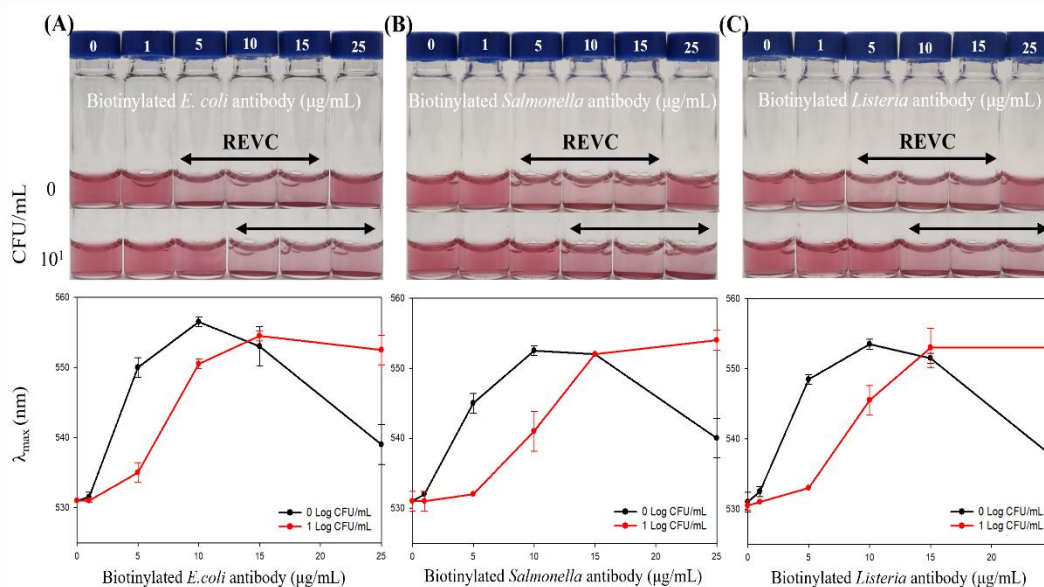 (A)
0 1 5 10 15 25
Biotinylated E. coli antibody (µg/mL)
REVC
(B)
0 1 5 10 15 25
Biotinylated Salmonella antibody (µg/mL)
REVC
(C)
0 1 5 10 15 25
Biotinylated Listeria antibody (µg/mL)
REVC
CFU/mL
0
10¹
λmax (nm)
560
550
540
530
0 Log CFU/mL
1 Log CFU/mL
0 5 10 15 20 25
Biotinylated E.coli antibody (µg/mL)
560
550
540
530
0 Log CFU/mL
1 Log CFU/mL
0 5 10 15 20 25
Biotinylated Salmonella antibody (µg/mL)
560
550
540
530
0 Log CFU/mL
1 Log CFU/mL
0 5 10 15 20
Biotinylated Listeria antibody (µg/mL)